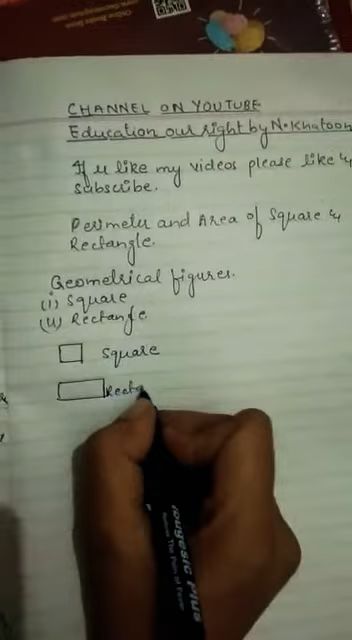 CHANNEL ON YOUTUBE
Education our right by N. Khatoon
If u like my videos please like &
Subscribe.
Perimeter and Area of Square &
Rectangle.
Geometrical figures.
(i) Square
(ii) Rectangle
Square
Recta